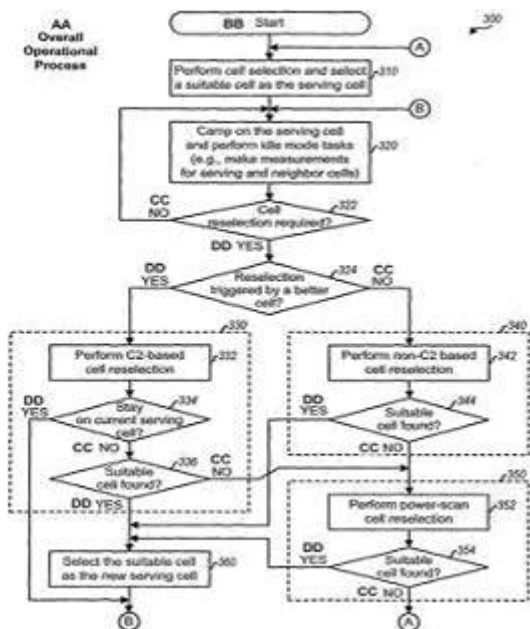 AA
Overall
Operational
Process
BB Start
300
A
Perform cell selection and select
a suitable cell as the serving cell
310
B
Camp on the serving cell
and perform idle mode tasks
(e.g., make measurements
for serving and neighbor cells)
320
CC
NO
Cell
reselection required?
322
DD YES
DD
YES
Reselection
triggered by a better
cell?
324
CC
NO
330
Perform C2-based
cell reselection
332
DD
YES
Stay
on current serving
cell?
334
CC NO
Suitable
cell found?
336
CC
NO
DD YES
340
Perform non-C2 based
cell reselection
342
DD
YES
Suitable
cell found?
344
CC NO
350
Perform power-scan
cell reselection
352
DD
YES
Suitable
cell found?
354
CC NO
Select the suitable cell
as the new serving cell
360
B
A